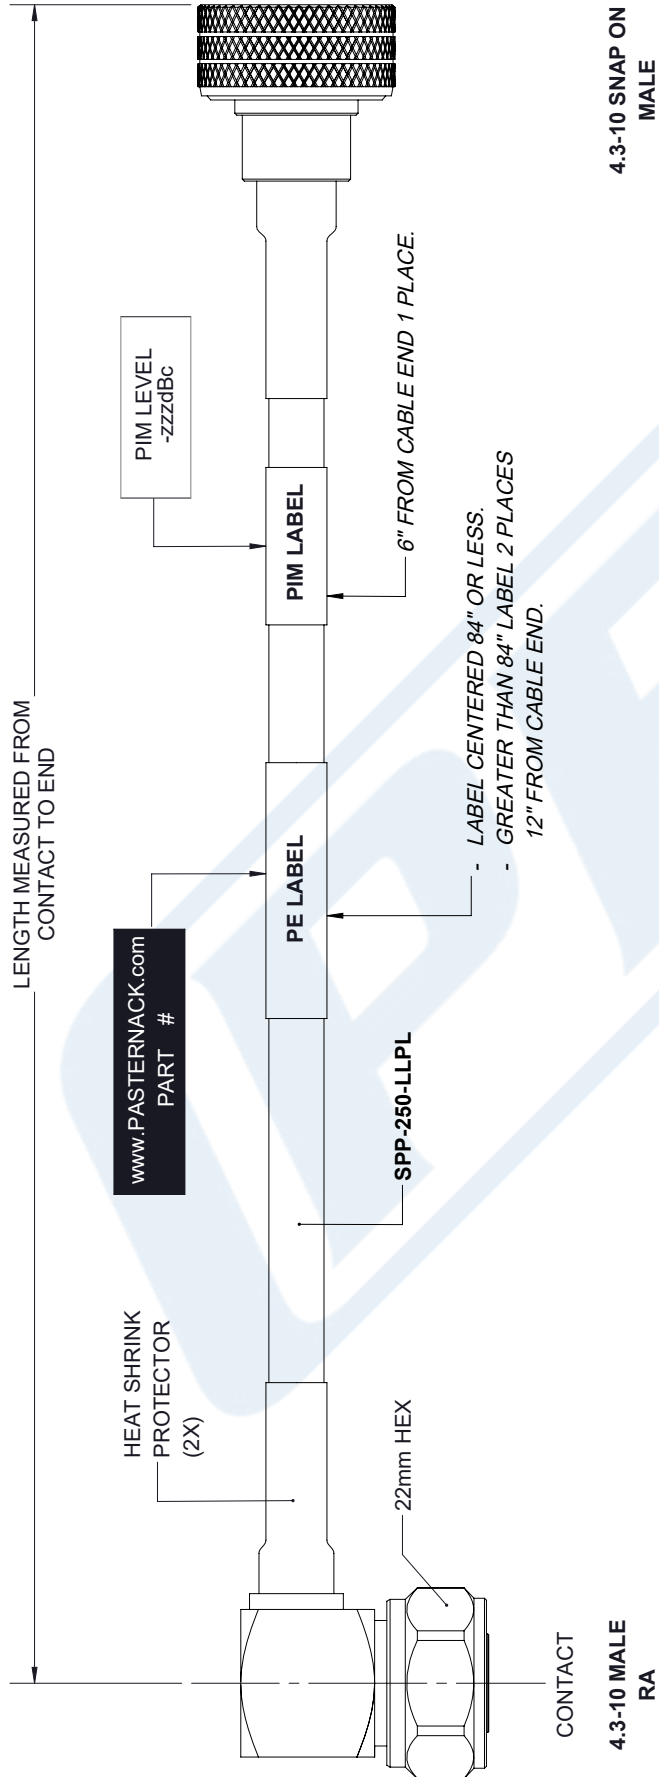 LENGTH MEASURED FROM
CONTACT TO END
www.PASTERNACK.com
PART #
PIM LEVEL
-zzzdBc
HEAT SHRINK
PROTECTOR
(2X)
PE LABEL
PIM LABEL
SPP-250-LLPL
6" FROM CABLE END 1 PLACE.
- LABEL CENTERED 84" OR LESS.
- GREATER THAN 84" LABEL 2 PLACES
12" FROM CABLE END.
22mm HEX
CONTACT
4.3-10 MALE
RA
4.3-10 SNAP ON
MALE